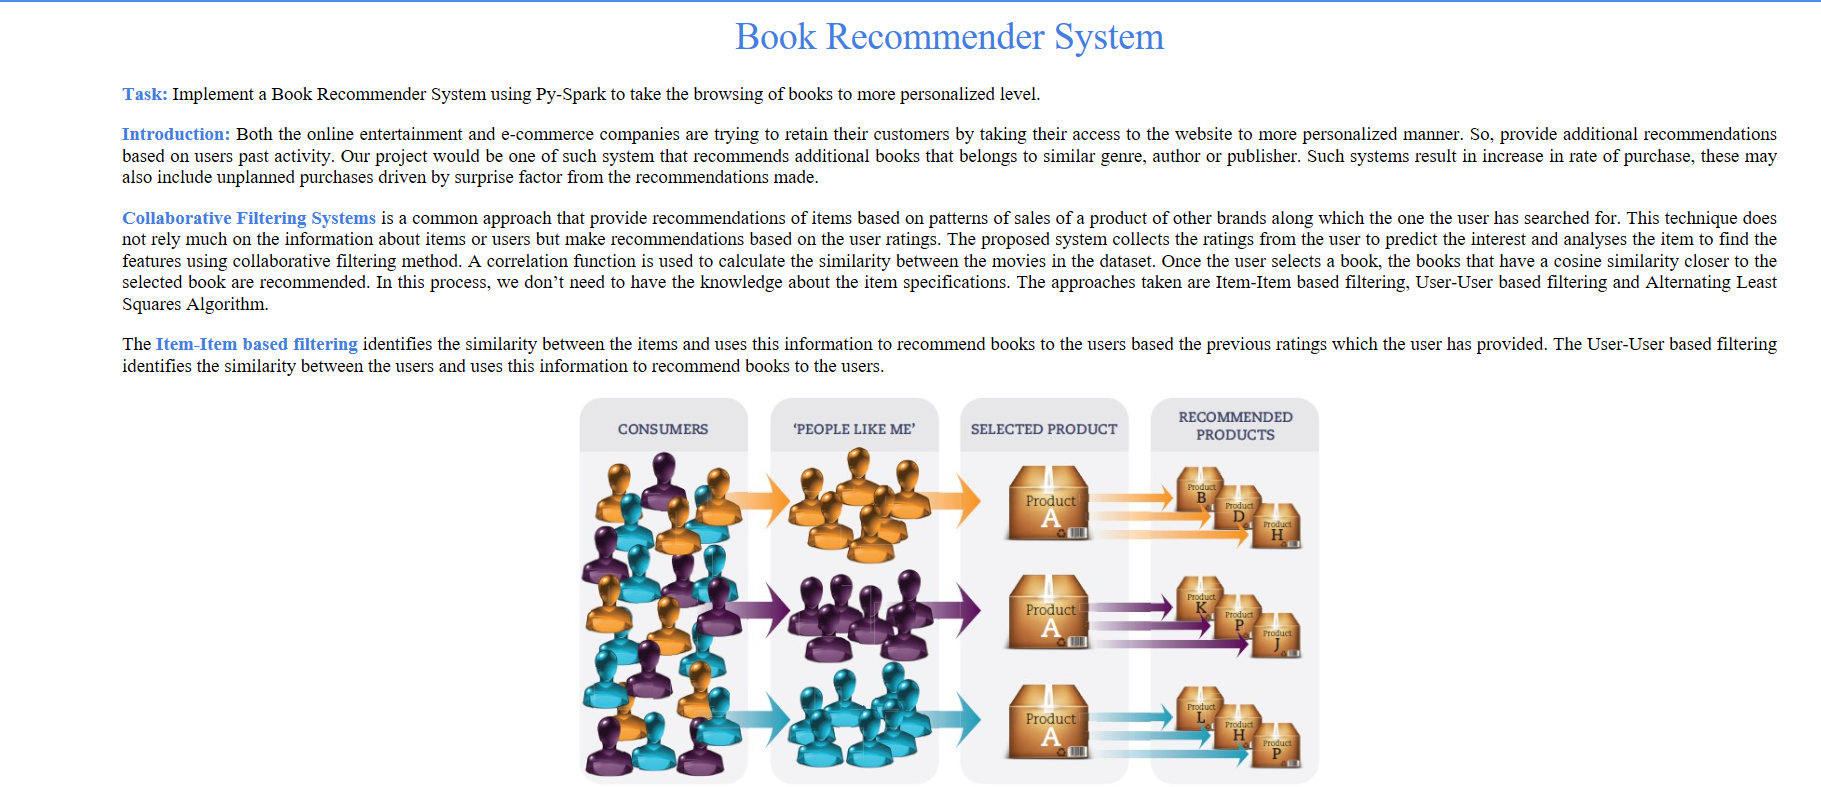 Book Recommender System
Task: Implement a Book Recommender System using Py-Spark to take the browsing of books to more personalized level.
Introduction: Both the online entertainment and e-commerce companies are trying to retain their customers by taking their access to the website to more personalized manner. So, provide additional recommendations
based on users past activity. Our project would be one of such system that recommends additional books that belongs to similar genre, author or publisher. Such systems result in increase in rate of purchase, these may
also include unplanned purchases driven by surprise factor from the recommendations made.
Collaborative Filtering Systems is a common approach that provide recommendations of items based on patterns of sales of a product of other brands along which the one the user has searched for. This technique does
not rely much on the information about items or users but make recommendations based on the user ratings. The proposed system collects the ratings from the user to predict the interest and analyses the item to find the
features using collaborative filtering method. A correlation function is used to calculate the similarity between the movies in the dataset. Once the user selects a book, the books that have a cosine similarity closer to the
selected book are recommended. In this process, we don’t need to have the knowledge about the item specifications. The approaches taken are Item-Item based filtering, User-User based filtering and Alternating Least
Squares Algorithm.
The Item-Item based filtering identifies the similarity between the items and uses this information to recommend books to the users based the previous ratings which the user has provided. The User-User based filtering
identifies the similarity between the users and uses this information to recommend books to the users.
CONSUMERS
‘PEOPLE LIKE ME’
SELECTED PRODUCT
RECOMMENDED
PRODUCTS
Product
A
Product
B
Product
D
Product
H
Product
A
Product
K
Product
P
Product
J
Product
A
Product
L
Product
H
Product
P